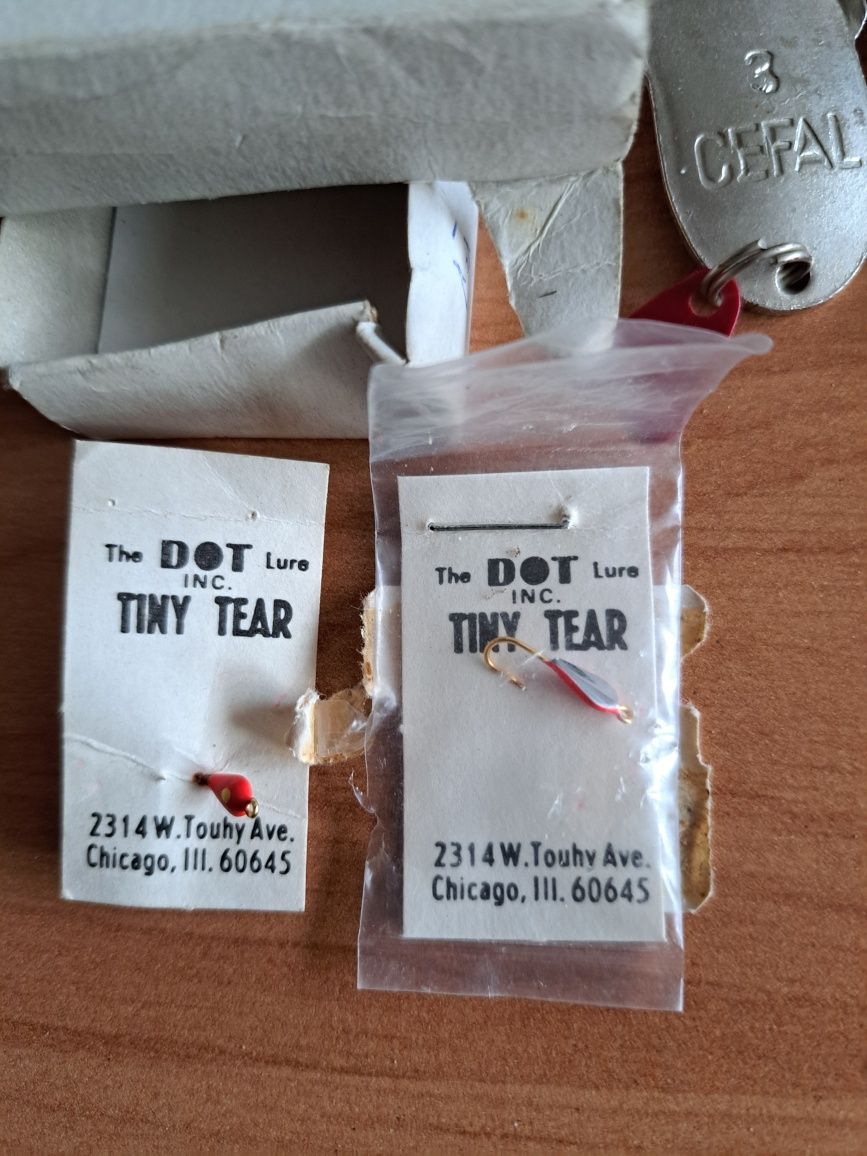 3
CEFAL
The DOT Lure
INC.
TINY TEAR
2314 W. Touhy Ave.
Chicago, Ill. 60645
The DOT Lure
INC.
TINY TEAR
2314 W. Touhy Ave.
Chicago, Ill. 60645